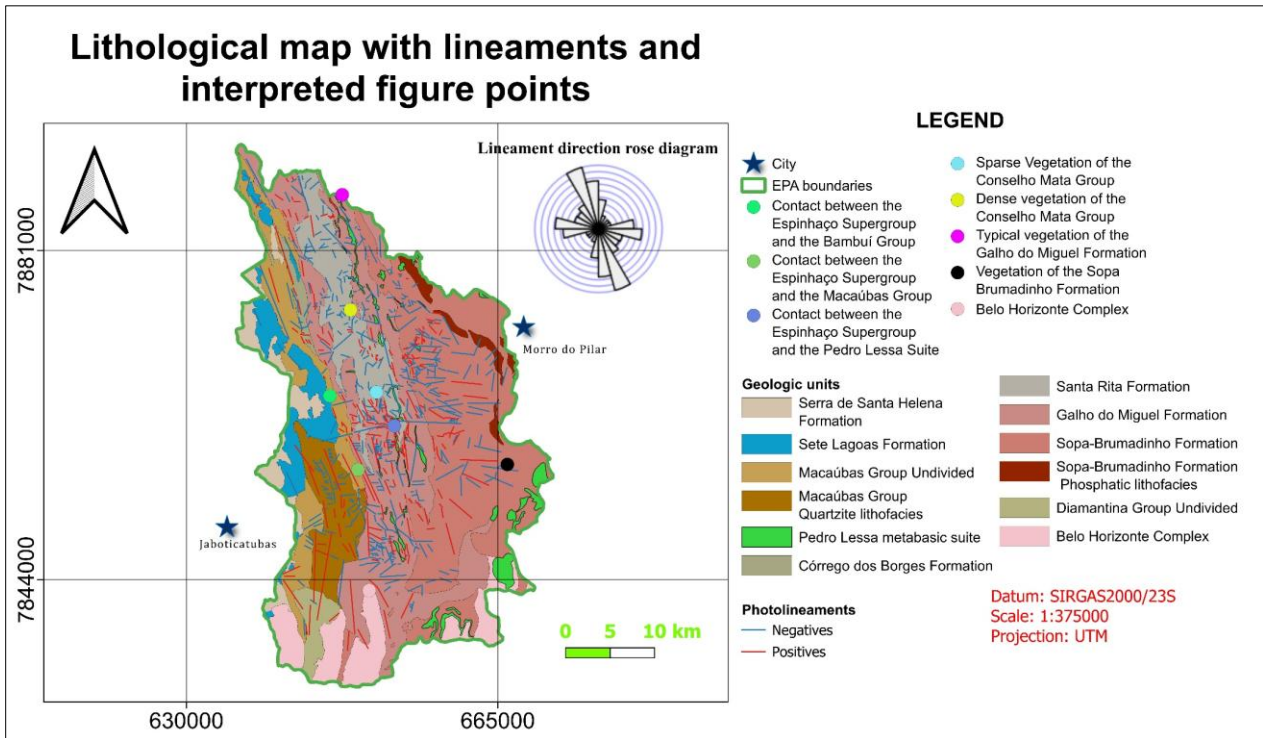 Lithological map with lineaments and
interpreted figure points
Lineament direction rose diagram
7881000
7844000
630000
665000
Morro do Pilar
Jaboticatubas
0 5 10 km
LEGEND
City
EPA boundaries
Contact between the
Espinhaço Supergroup
and the Bambuí Group
Contact between the
Espinhaço Supergroup
and the Macaúbas Group
Contact between the
Espinhaço Supergroup
and the Pedro Lessa Suite
Sparse Vegetation of the
Conselho Mata Group
Dense vegetation of the
Conselho Mata Group
Typical vegetation of the
Galho do Miguel Formation
Vegetation of the Sopa
Brumadinho Formation
Belo Horizonte Complex
Geologic units
Serra de Santa Helena
Formation
Sete Lagoas Formation
Macaúbas Group Undivided
Macaúbas Group
Quartzite lithofacies
Pedro Lessa metabasic suite
Córrego dos Borges Formation
Santa Rita Formation
Galho do Miguel Formation
Sopa-Brumadinho Formation
Sopa-Brumadinho Formation
Phosphatic lithofacies
Diamantina Group Undivided
Belo Horizonte Complex
Photolineaments
Negatives
Positives
Datum: SIRGAS2000/23S
Scale: 1:375000
Projection: UTM